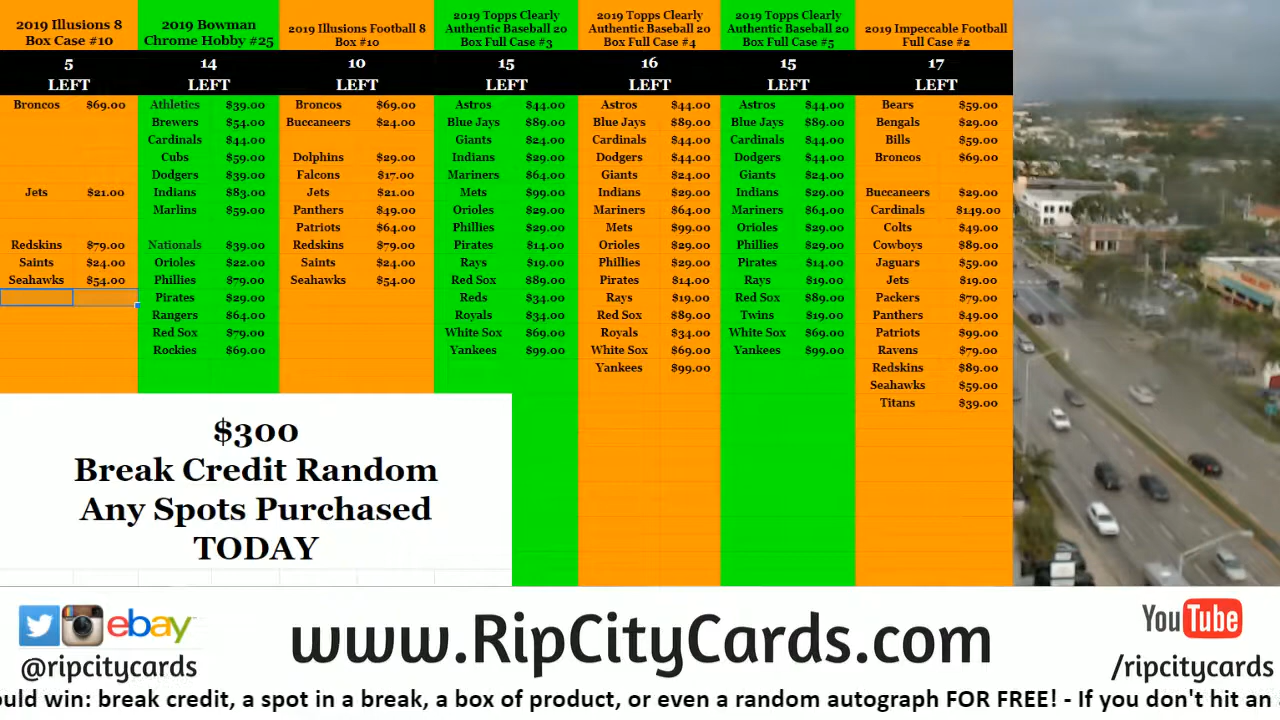 2019 Illusions 8
Box Case #10
5
LEFT
Broncos $69.00
Jets $21.00
Redskins $79.00
Saints $24.00
Seahawks $54.00
2019 Bowman
Chrome Hobby #25
14
LEFT
Athletics $39.00
Brewers $54.00
Cardinals $44.00
Cubs $59.00
Dodgers $39.00
Indians $83.00
Marlins $59.00
Nationals $39.00
Orioles $22.00
Phillies $79.00
Pirates $29.00
Rangers $64.00
Red Sox $79.00
Rockies $69.00
2019 Illusions Football 8
Box #10
10
LEFT
Broncos $69.00
Buccaneers $24.00
Dolphins $29.00
Falcons $17.00
Jets $21.00
Panthers $49.00
Patriots $64.00
Redskins $79.00
Saints $24.00
Seahawks $54.00
2019 Topps Clearly
Authentic Baseball 20
Box Full Case #3
15
LEFT
Astros $44.00
Blue Jays $89.00
Giants $24.00
Indians $29.00
Mariners $64.00
Mets $99.00
Orioles $29.00
Phillies $29.00
Pirates $14.00
Rays $19.00
Red Sox $89.00
Reds $34.00
Royals $34.00
White Sox $69.00
Yankees $99.00
2019 Topps Clearly
Authentic Baseball 20
Box Full Case #4
16
LEFT
Astros $44.00
Blue Jays $89.00
Cardinals $44.00
Dodgers $44.00
Giants $24.00
Indians $29.00
Mariners $64.00
Mets $99.00
Orioles $29.00
Phillies $29.00
Pirates $14.00
Rays $19.00
Red Sox $89.00
Royals $34.00
White Sox $69.00
Yankees $99.00
2019 Topps Clearly
Authentic Baseball 20
Box Full Case #5
15
LEFT
Astros $44.00
Blue Jays $89.00
Cardinals $44.00
Dodgers $44.00
Giants $24.00
Indians $29.00
Mariners $64.00
Orioles $29.00
Phillies $29.00
Pirates $14.00
Rays $19.00
Red Sox $89.00
Twins $19.00
White Sox $69.00
Yankees $99.00
2019 Impeccable Football
Full Case #2
17
LEFT
Bears $59.00
Bengals $29.00
Bills $59.00
Broncos $69.00
Buccaneers $29.00
Cardinals $149.00
Colts $49.00
Cowboys $89.00
Jaguars $59.00
Jets $19.00
Packers $79.00
Panthers $49.00
Patriots $99.00
Ravens $79.00
Redskins $89.00
Seahawks $59.00
Titans $39.00
$300
Break Credit Random
Any Spots Purchased
TODAY
ebay
@ripcitycards
www.RipCityCards.com
YouTube
/ripcitycards
ould win: break credit, a spot in a break, a box of product, or even a random autograph FOR FREE! - If you don't hit an